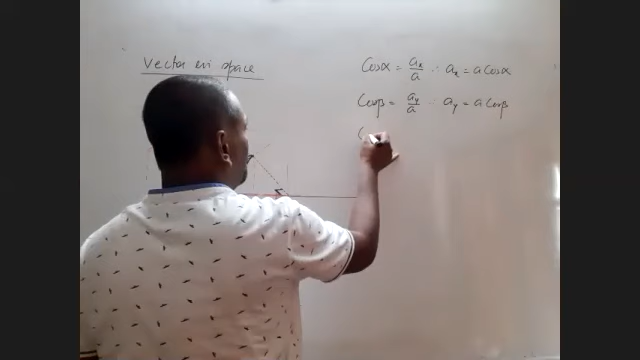 Vector in space
Cosα = aₓ/a ∴ aₓ = a Cosα
Cosβ = aᵧ/a ∴ aᵧ = a Cosβ
C